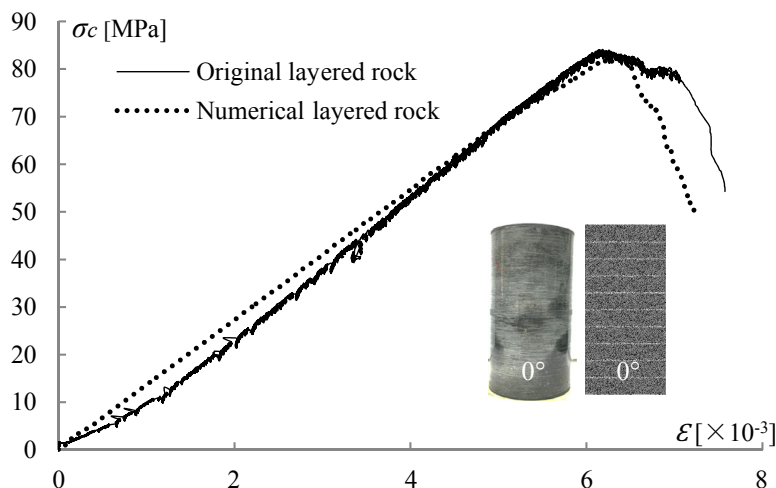 90
σc [MPa]
80
Original layered rock
70
Numerical layered rock
60
50
40
30
20
0° 0°
10
0
ε [×10-3]
0 2 4 6 8